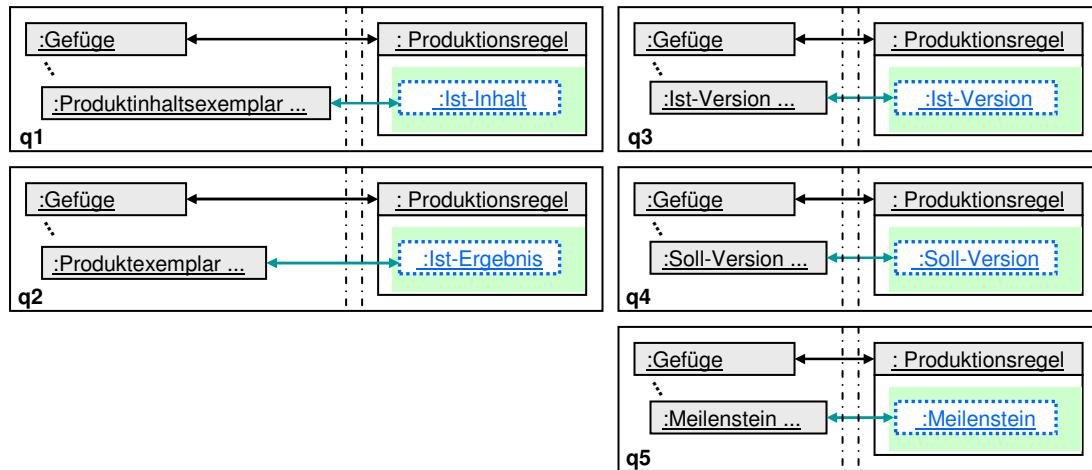 :Gefüge
: Produktionsregel
:Produktinhaltsexemplar ...
:Ist-Inhalt
q1
:Gefüge
: Produktionsregel
:Produktexemplar ...
:Ist-Ergebnis
q2
:Gefüge
: Produktionsregel
:Ist-Version ...
:Ist-Version
q3
:Gefüge
: Produktionsregel
:Soll-Version ...
:Soll-Version
q4
:Gefüge
: Produktionsregel
:Meilenstein ...
:Meilenstein
q5